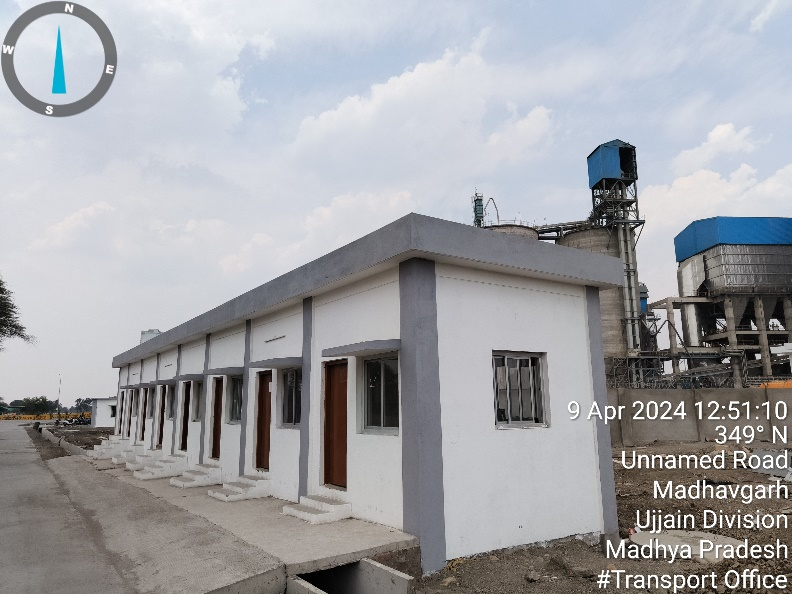 N
W
E
S
9 Apr 2024 12:51:10
349° N
Unnamed Road
Madhavgarh
Ujjain Division
Madhya Pradesh
#Transport Office